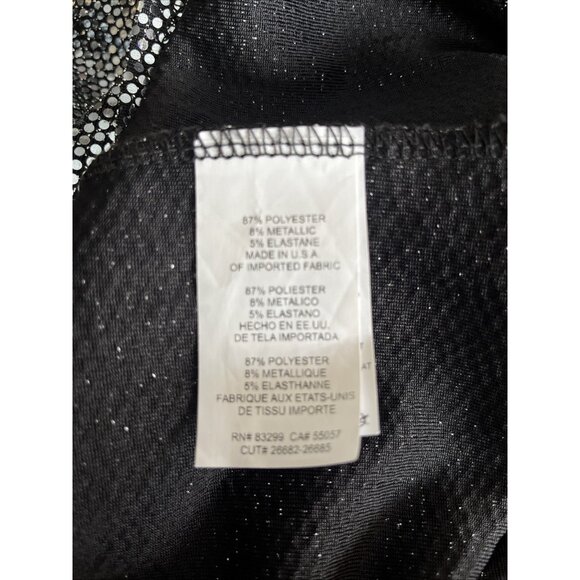 87% POLYESTER
8% METALLIC
5% ELASTANE
MADE IN U.S.A
OF IMPORTED FABRIC
87% POLIESTER
8% METALICO
5% ELASTANO
HECHO EN EE.UU.
DE TELA IMPORTADA
87% POLYESTER
8% METALLIQUE
5% ELASTHANNE
FABRIQUE AUX ETATS-UNIS
DE TISSU IMPORTE
RN# 83299 CA# 55057
CUT# 26682-26685
AT